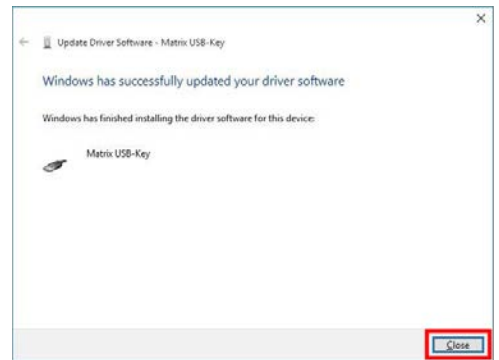 Update Driver Software - Matrix USB-Key
Windows has successfully updated your driver software
Windows has finished installing the driver software for this device:
Matrix USB-Key
Close